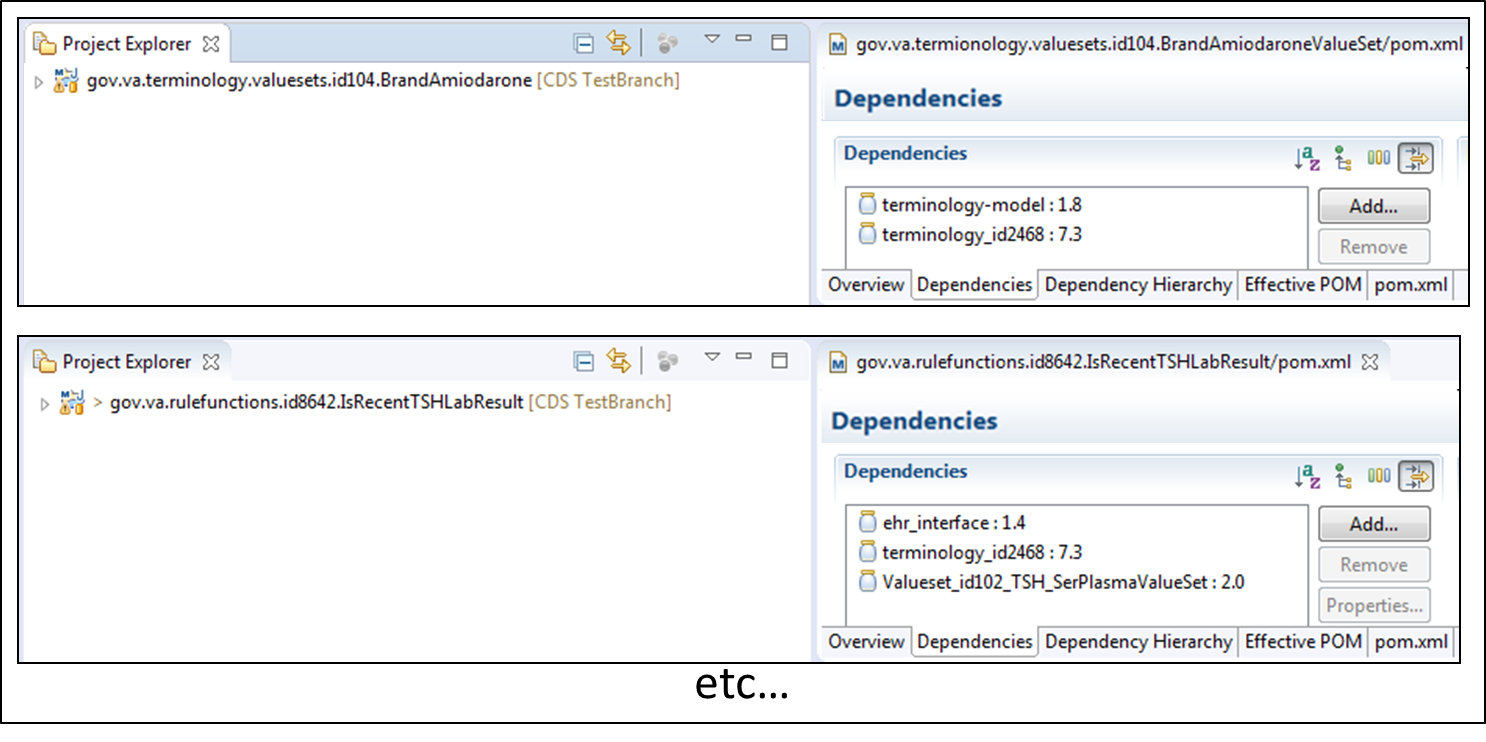 Project Explorer
gov.va.terminology.valuesets.id104.BrandAmiodarone [CDS TestBranch]
gov.va.termionology.valuesets.id104.BrandAmiodaroneValueSet/pom.xml
Dependencies
Dependencies
terminology-model : 1.8
terminology_id2468 : 7.3
Add...
Remove
Overview Dependencies Dependency Hierarchy Effective POM pom.xml
Project Explorer
> gov.va.rulefunctions.id8642.IsRecentTSHLabResult [CDS TestBranch]
gov.va.rulefunctions.id8642.IsRecentTSHLabResult/pom.xml
Dependencies
Dependencies
ehr_interface : 1.4
terminology_id2468 : 7.3
Valueset_id102_TSH_SerPlasmaValueSet : 2.0
Add...
Remove
Properties...
Overview Dependencies Dependency Hierarchy Effective POM pom.xml
etc...